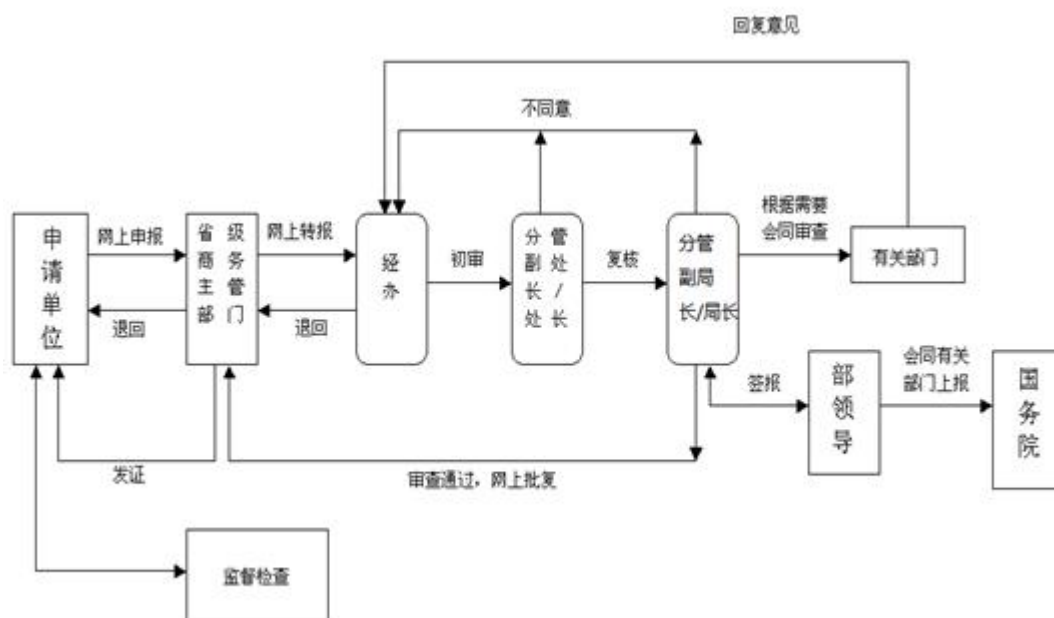 回复意见
不同意
申请单位
网上申报
退回
省级
商务
主管
部门
网上转报
退回
经办
初审
分管
副处
长/
处长
复核
分管
副局
长/局长
根据需要
会同审查
有关部门
签报
部领导
会同有关
部门上报
国务院
发证
审查通过，网上批复
监督检查